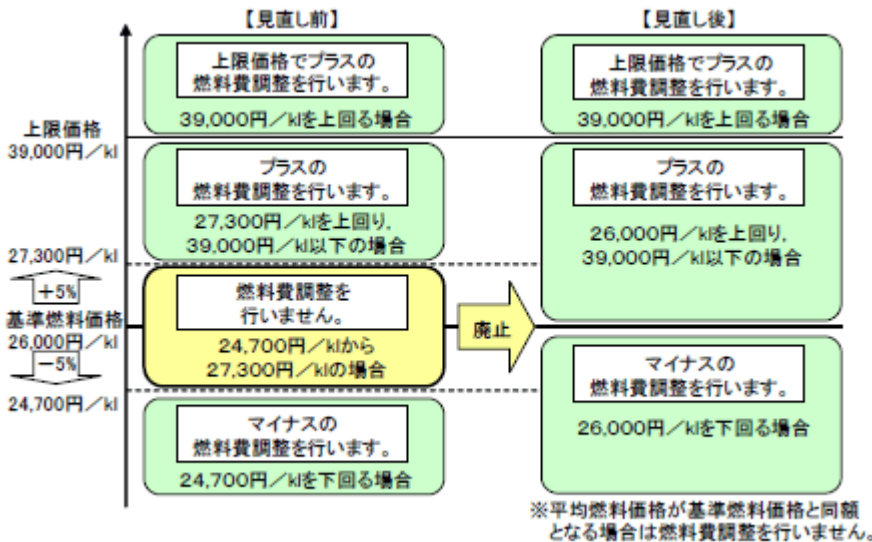 【見直し前】
【見直し後】
上限価格
39,000円／kl
27,300円／kl
＋5%
基準燃料価格
26,000円／kl
－5%
24,700円／kl
上限価格でプラスの
燃料費調整を行います。
39,000円／klを上回る場合
プラスの
燃料費調整を行います。
27,300円／klを上回り，
39,000円／kl以下の場合
燃料費調整を
行いません。
24,700円／klから
27,300円／klの場合
マイナスの
燃料費調整を行います。
24,700円／klを下回る場合
廃止
上限価格でプラスの
燃料費調整を行います。
39,000円／klを上回る場合
プラスの
燃料費調整を行います。
26,000円／klを上回り，
39,000円／kl以下の場合
マイナスの
燃料費調整を行います。
26,000円／klを下回る場合
※平均燃料価格が基準燃料価格と同額
となる場合は燃料費調整を行いません。